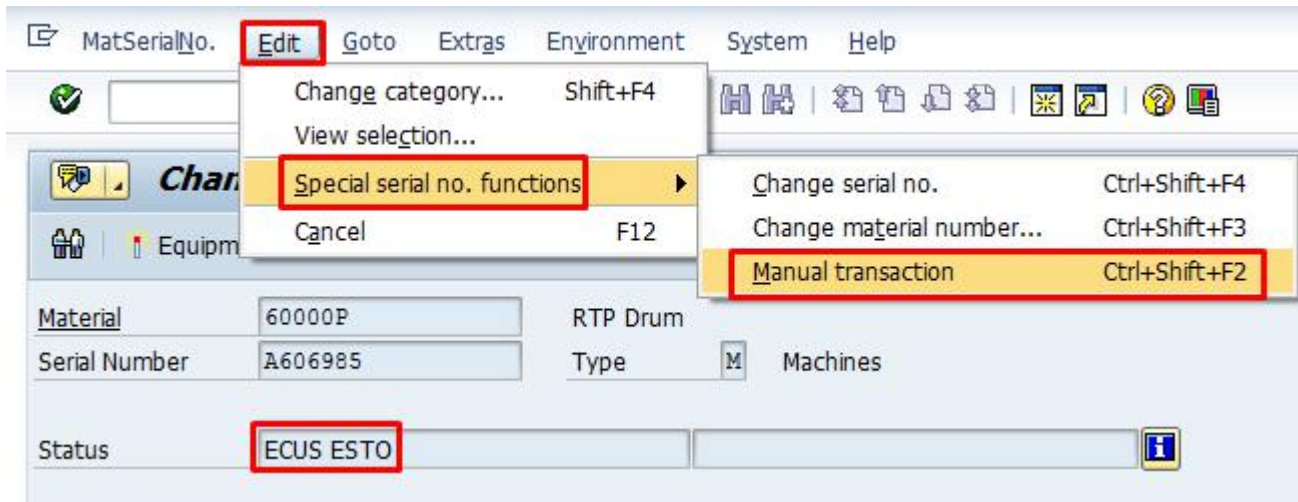 MatSerialNo. Edit Goto Extras Environment System Help
Change category... Shift+F4
View selection...
Chan
Special serial no. functions
Change serial no. Ctrl+Shift+F4
Cancel F12
Change material number... Ctrl+Shift+F3
Equipm
Manual transaction Ctrl+Shift+F2
Material 60000P RTP Drum
Serial Number A606985 Type M Machines
Status ECUS ESTO